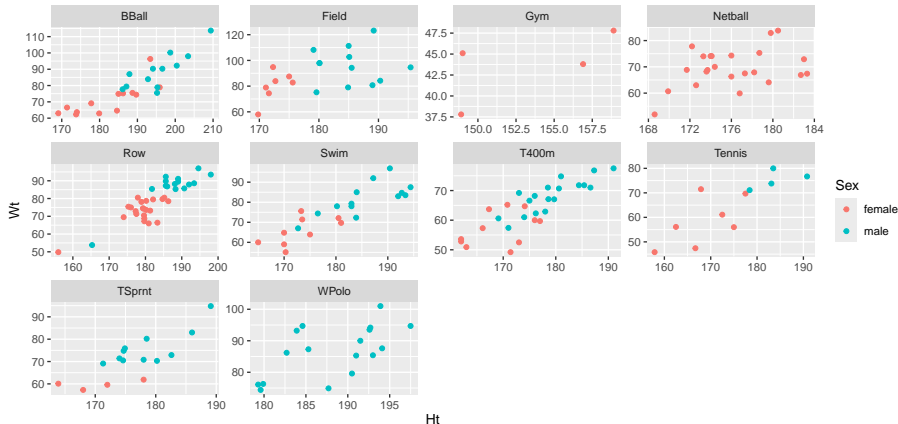 BBall Field Gym Netball
110
100
90
80
70
60
170 180 190 200 210
120
100
80
60
170 180 190
47.5
45.0
42.5
40.0
37.5
150.0 152.5 155.0 157.5
80
70
60
50
168 172 176 180 184
Row Swim T400m Tennis
90
80
70
60
50
160 170 180 190 200
90
80
70
60
170 180 190
70
60
50
170 180 190
80
70
60
50
160 170 180 190
TSprnt WPolo
90
80
70
60
170 180 190
100
90
80
180 185 190 195
Wt
Ht
Sex
female
male